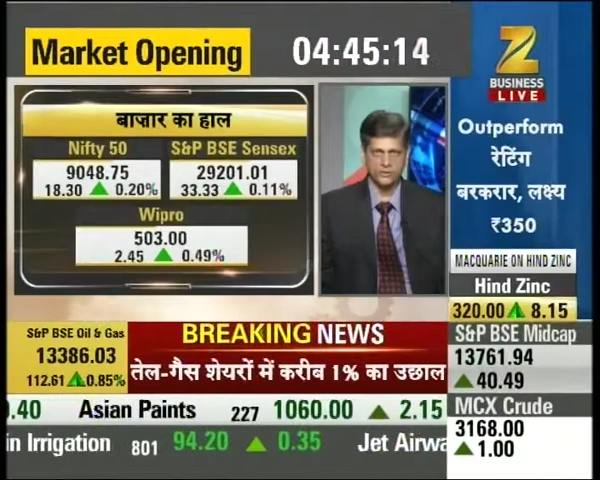 Market Opening
04:45:14
BUSINESS
LIVE
बाज़ार का हाल
Nifty 50
9048.75
18.30 0.20%
S&P BSE Sensex
29201.01
33.33 0.11%
Wipro
503.00
2.45 0.49%
Outperform
रेटिंग
बरकरार, लक्ष्य
₹350
MACQUARIE ON HIND ZINC
Hind Zinc
320.00 8.15
S&P BSE Oil & Gas
13386.03
112.61 0.85%
BREAKING NEWS
तेल-गैस शेयरों में करीब 1% का उछाल
S&P BSE Midcap
13761.94
40.49
MCX Crude
3168.00
1.00
0.40 Asian Paints 227 1060.00 2.15
in Irrigation 801 94.20 0.35 Jet Airwa